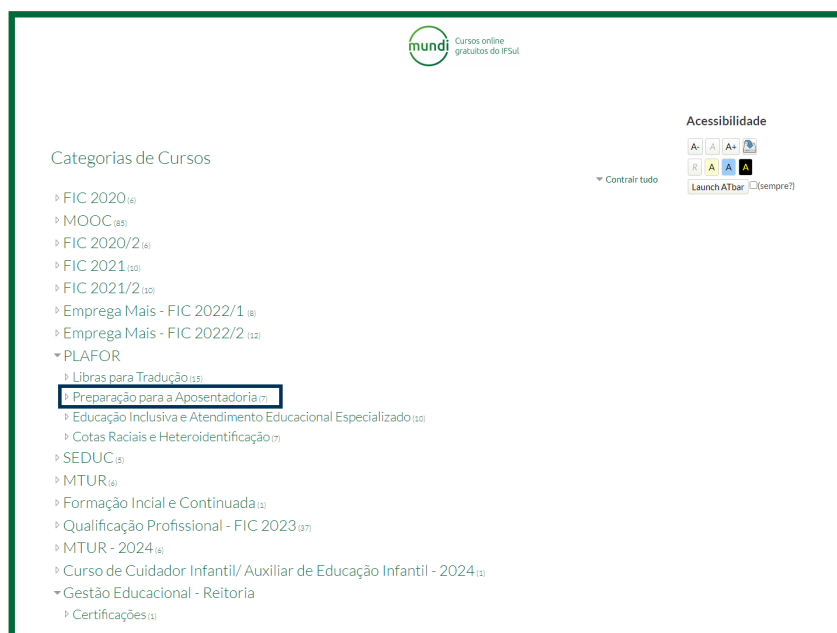 mundi
Cursos online
gratuitos do IFSul
Acessibilidade
A- A A+
R A A A
Launch ATbar (sempre?)
Categorias de Cursos
Contrair tudo
FIC 2020 (6)
MOOC (85)
FIC 2020/2 (6)
FIC 2021 (10)
FIC 2021/2 (10)
Emprega Mais - FIC 2022/1 (8)
Emprega Mais - FIC 2022/2 (12)
PLAFOR
Libras para Tradução (15)
Preparação para a Aposentadoria (7)
Educação Inclusiva e Atendimento Educacional Especializado (10)
Cotas Raciais e Heteroidentificação (7)
SEDUC (5)
MTUR (6)
Formação Incial e Continuada (1)
Qualificação Profissional - FIC 2023 (37)
MTUR - 2024 (6)
Curso de Cuidador Infantil/ Auxiliar de Educação Infantil - 2024 (1)
Gestão Educacional - Reitoria
Certificações (1)